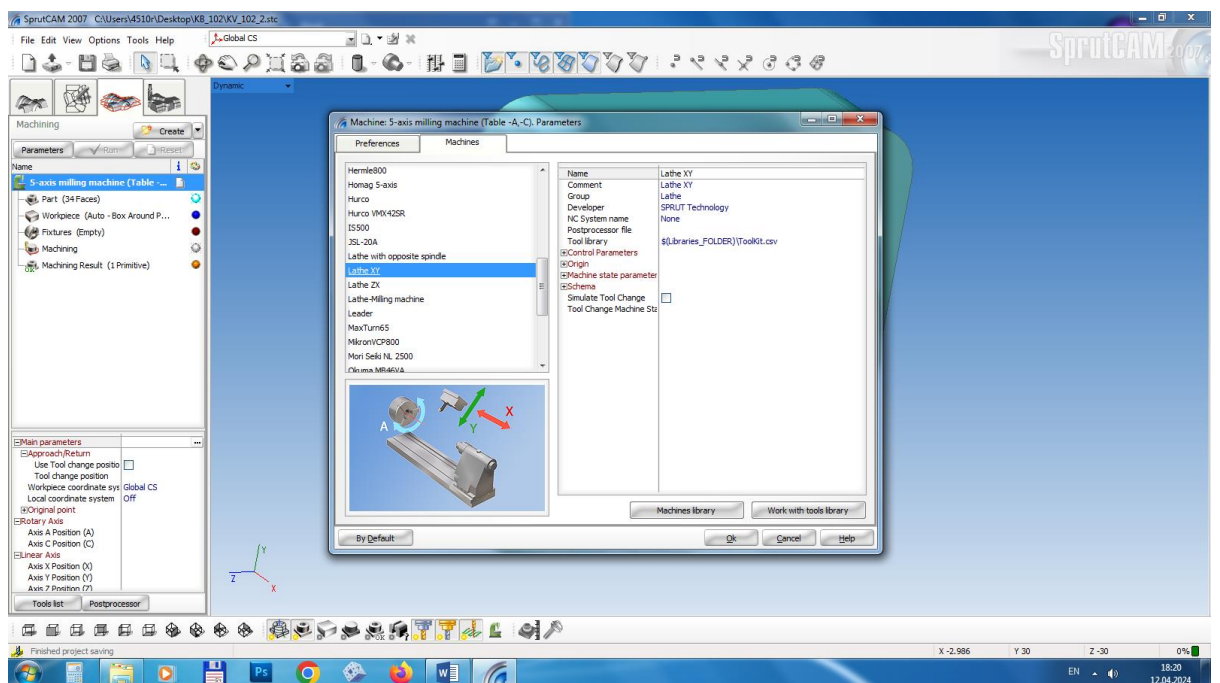 SprutCAM 2007 C:\Users\4510r\Desktop\KB_102\KV_102_2.stc
File Edit View Options Tools Help
Global CS
SprutCAM 2007
Dynamic
Machining
Create
Parameters Run Reset
Name
5-axis milling machine (Table -...
Part (34 Faces)
Workpiece (Auto - Box Around P...
Fixtures (Empty)
Machining
Machining Result (1 Primitive)
Main parameters ...
Approach/Return
Use Tool change positio
Tool change position
Workpiece coordinate sys Global CS
Local coordinate system Off
Original point
Rotary Axis
Axis A Position (A)
Axis C Position (C)
Linear Axis
Axis X Position (X)
Axis Y Position (Y)
Axis Z Position (Z)
Tools list Postprocessor
Machine: 5-axis milling machine (Table -A,-C). Parameters
Preferences Machines
Hermle800
Homag 5-axis
Hurco
Hurco VMX42SR
IS500
JSL-20A
Lathe with opposite spindle
Lathe XY
Lathe ZX
Lathe-Milling machine
Leader
MaxTurn65
MikronVCP800
Mori Seiki NL 2500
Okuma MB46VA
Name Lathe XY
Comment Lathe XY
Group Lathe
Developer SPRUT Technology
NC System name None
Postprocessor file
Tool library $(Libraries_FOLDER)\ToolKit.csv
Control Parameters
Origin
Machine state parameter
Schema
Simulate Tool Change
Tool Change Machine Sta
A Y X
Machines library Work with tools library
By Default Ok Cancel Help
Y
Z
X
Finished project saving X -2.986 Y 30 Z -30 0%
Ps W
EN 18:20
12.04.2024